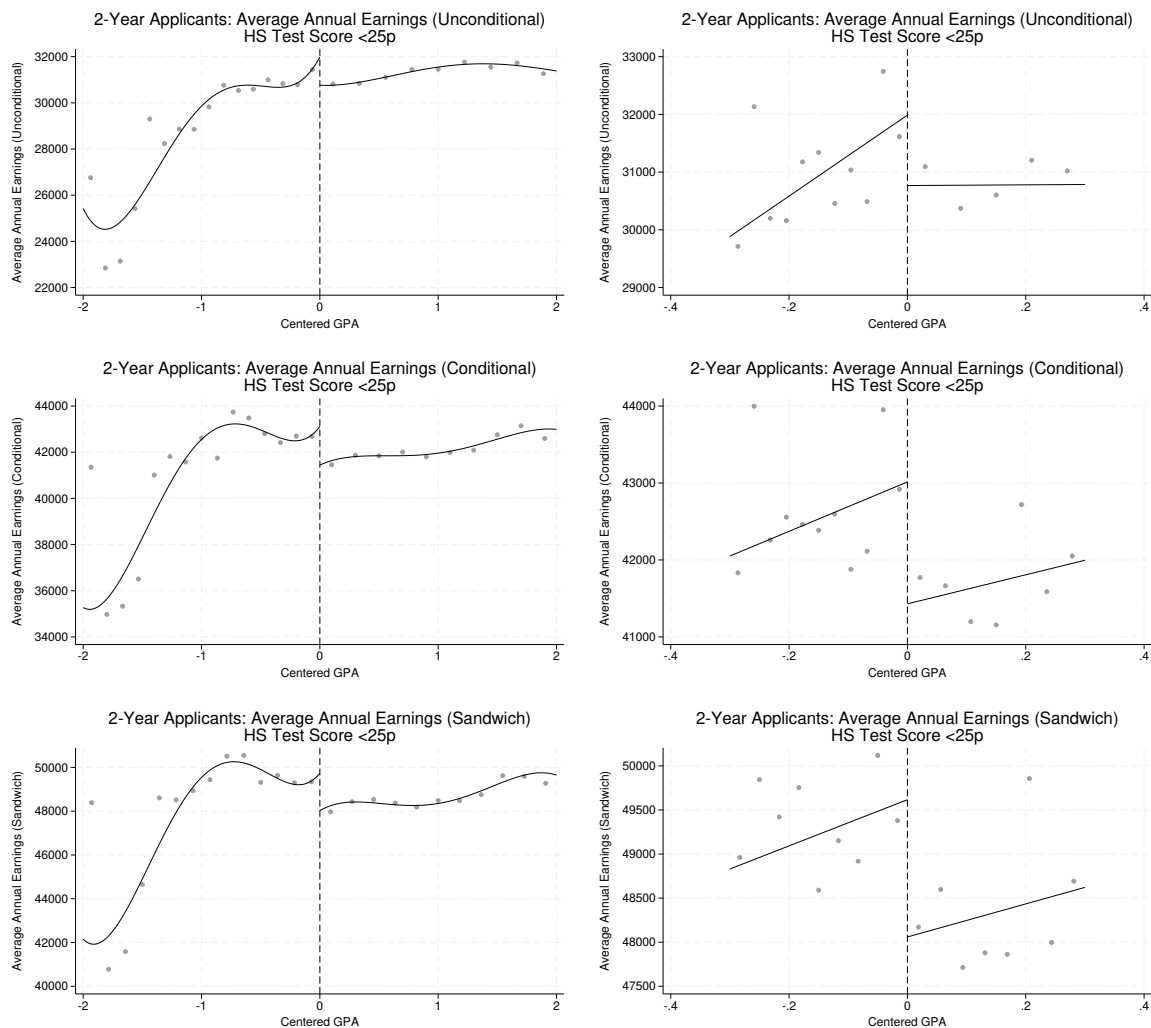 2-Year Applicants: Average Annual Earnings (Unconditional)
HS Test Score <25p
Average Annual Earnings (Unconditional)
32000
30000
28000
26000
24000
22000
-2
-1
0
1
2
Centered GPA
2-Year Applicants: Average Annual Earnings (Unconditional)
HS Test Score <25p
Average Annual Earnings (Unconditional)
33000
32000
31000
30000
29000
-.4
-.2
0
.2
.4
Centered GPA
2-Year Applicants: Average Annual Earnings (Conditional)
HS Test Score <25p
Average Annual Earnings (Conditional)
44000
42000
40000
38000
36000
34000
-2
-1
0
1
2
Centered GPA
2-Year Applicants: Average Annual Earnings (Conditional)
HS Test Score <25p
Average Annual Earnings (Conditional)
44000
43000
42000
41000
-.4
-.2
0
.2
.4
Centered GPA
2-Year Applicants: Average Annual Earnings (Sandwich)
HS Test Score <25p
Average Annual Earnings (Sandwich)
50000
48000
46000
44000
42000
40000
-2
-1
0
1
2
Centered GPA
2-Year Applicants: Average Annual Earnings (Sandwich)
HS Test Score <25p
Average Annual Earnings (Sandwich)
50000
49500
49000
48500
48000
47500
-.4
-.2
0
.2
.4
Centered GPA